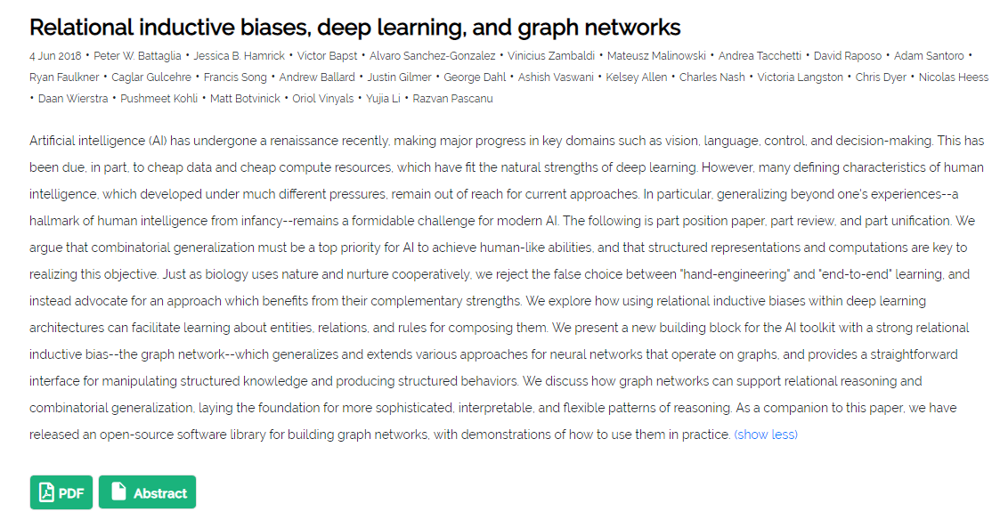 Relational inductive biases, deep learning, and graph networks
4 Jun 2018 • Peter W. Battaglia • Jessica B. Hamrick • Victor Bapst • Alvaro Sanchez-Gonzalez • Vinicius Zambaldi • Mateusz Malinowski • Andrea Tacchetti • David Raposo • Adam Santoro •
Ryan Faulkner • Caglar Gulcehre • Francis Song • Andrew Ballard • Justin Gilmer • George Dahl • Ashish Vaswani • Kelsey Allen • Charles Nash • Victoria Langston • Chris Dyer • Nicolas Heess
• Daan Wierstra • Pushmeet Kohli • Matt Botvinick • Oriol Vinyals • Yujia Li • Razvan Pascanu
Artificial intelligence (AI) has undergone a renaissance recently, making major progress in key domains such as vision, language, control, and decision-making. This has
been due, in part, to cheap data and cheap compute resources, which have fit the natural strengths of deep learning. However, many defining characteristics of human
intelligence, which developed under much different pressures, remain out of reach for current approaches. In particular, generalizing beyond one's experiences--a
hallmark of human intelligence from infancy--remains a formidable challenge for modern AI. The following is part position paper, part review, and part unification. We
argue that combinatorial generalization must be a top priority for AI to achieve human-like abilities, and that structured representations and computations are key to
realizing this objective. Just as biology uses nature and nurture cooperatively, we reject the false choice between "hand-engineering" and "end-to-end" learning, and
instead advocate for an approach which benefits from their complementary strengths. We explore how using relational inductive biases within deep learning
architectures can facilitate learning about entities, relations, and rules for composing them. We present a new building block for the AI toolkit with a strong relational
inductive bias--the graph network--which generalizes and extends various approaches for neural networks that operate on graphs, and provides a straightforward
interface for manipulating structured knowledge and producing structured behaviors. We discuss how graph networks can support relational reasoning and
combinatorial generalization, laying the foundation for more sophisticated, interpretable, and flexible patterns of reasoning. As a companion to this paper, we have
released an open-source software library for building graph networks, with demonstrations of how to use them in practice. (show less)
PDF Abstract